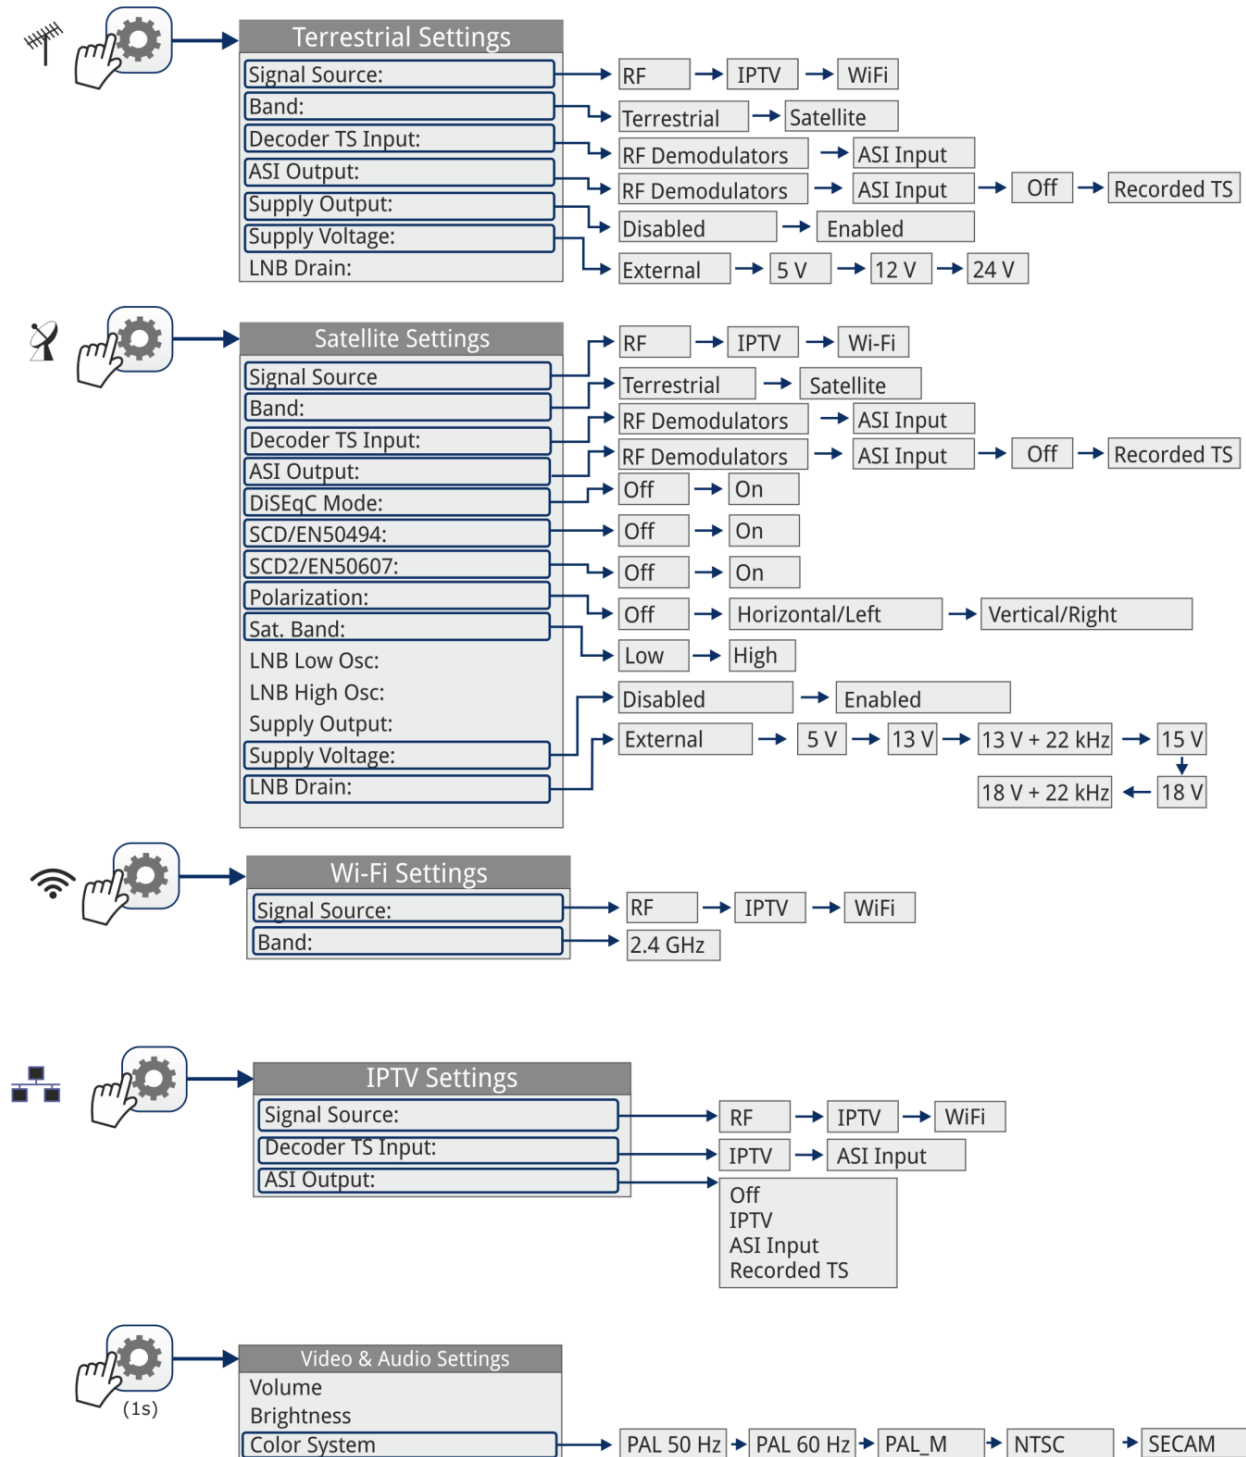 Terrestrial Settings
Signal Source: RF IPTV WiFi
Band: Terrestrial Satellite
Decoder TS Input: RF Demodulators ASI Input
ASI Output: RF Demodulators ASI Input Off Recorded TS
Supply Output: Disabled Enabled
Supply Voltage: External 5 V 12 V 24 V
LNB Drain:
Satellite Settings
Signal Source RF IPTV Wi-Fi
Band: Terrestrial Satellite
Decoder TS Input: RF Demodulators ASI Input
ASI Output: RF Demodulators ASI Input Off Recorded TS
DiSEqC Mode: Off On
SCD/EN50494: Off On
SCD2/EN50607: Off On
Polarization: Off Horizontal/Left Vertical/Right
Sat. Band: Low High
LNB Low Osc:
LNB High Osc:
Supply Output:
Supply Voltage: Disabled Enabled
LNB Drain: External 5 V 13 V 13 V + 22 kHz 15 V
18 V + 22 kHz 18 V
Wi-Fi Settings
Signal Source: RF IPTV WiFi
Band: 2.4 GHz
IPTV Settings
Signal Source: RF IPTV WiFi
Decoder TS Input: IPTV ASI Input
ASI Output: Off
IPTV
ASI Input
Recorded TS
(1s)
Video & Audio Settings
Volume
Brightness
Color System PAL 50 Hz PAL 60 Hz PAL_M NTSC SECAM